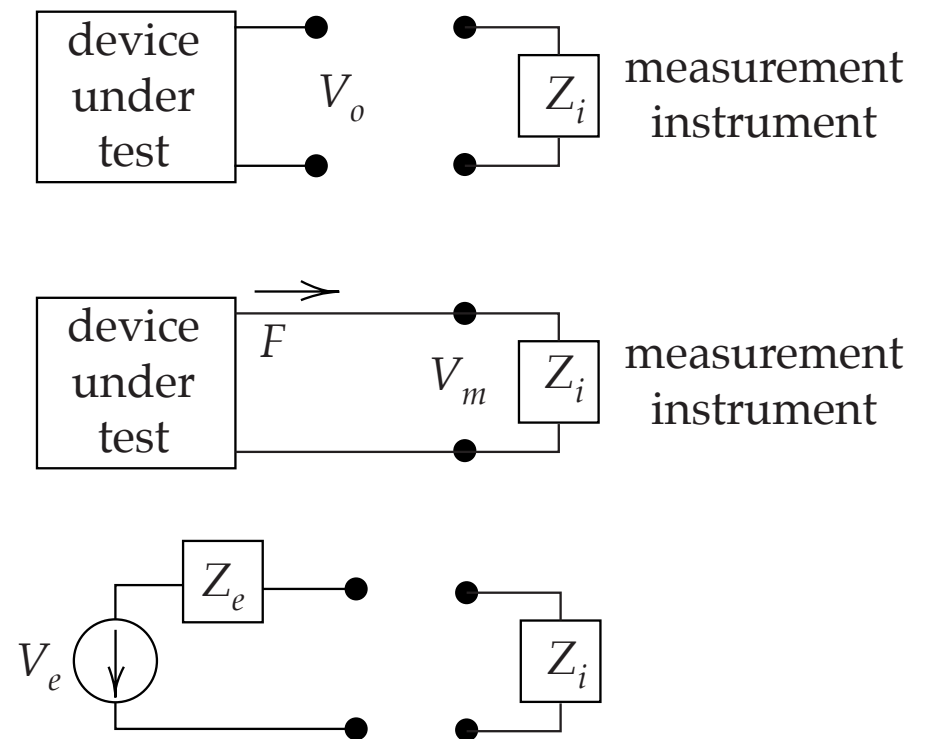 device
under
test
V_o
Z_i
measurement
instrument
device
under
test
F
V_m
Z_i
measurement
instrument
Z_e
V_e
Z_i